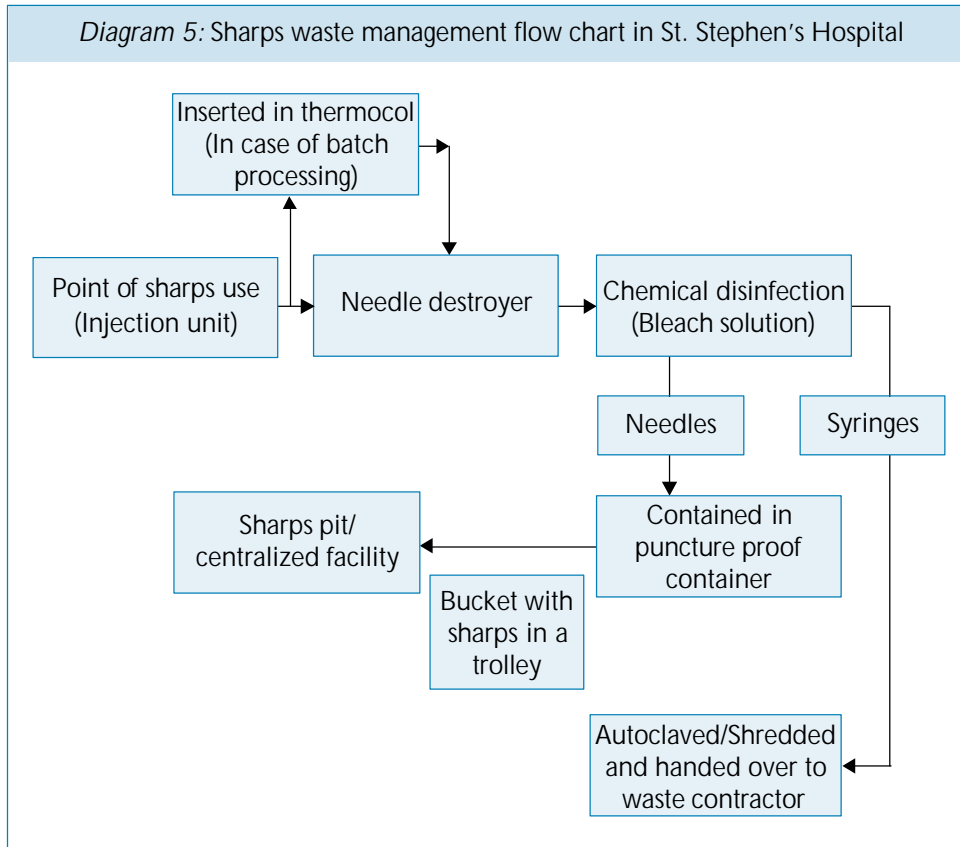 Diagram 5: Sharps waste management flow chart in St. Stephen's Hospital
Inserted in thermocol
(In case of batch
processing)
Point of sharps use
(Injection unit)
Needle destroyer
Chemical disinfection
(Bleach solution)
Needles
Syringes
Sharps pit/
centralized facility
Contained in
puncture proof
container
Bucket with
sharps in a
trolley
Autoclaved/Shredded
and handed over to
waste contractor